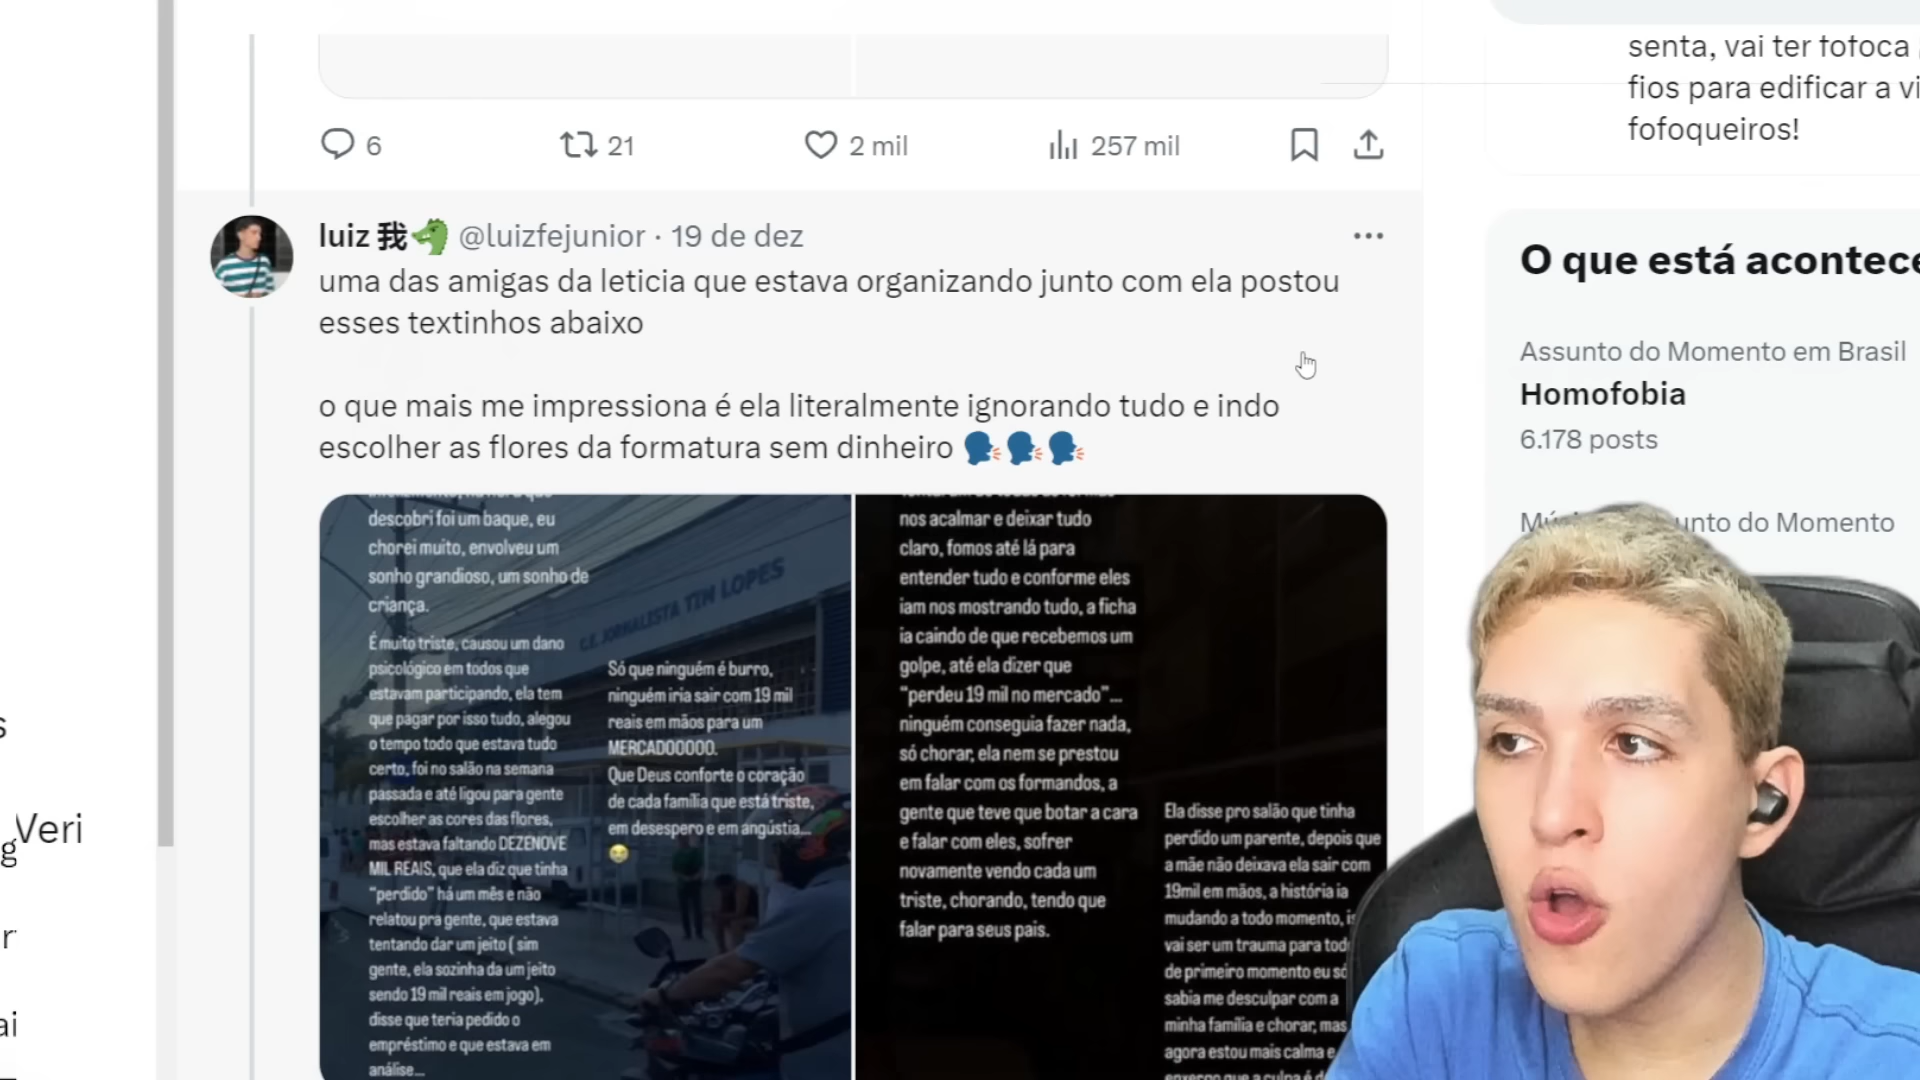 senta, vai ter fofoca
fios para edificar a vi
fofoqueiros!
6
21
2 mil
257 mil
luiz 我 @luizfejunior · 19 de dez
uma das amigas da leticia que estava organizando junto com ela postou
esses textinhos abaixo
o que mais me impressiona é ela literalmente ignorando tudo e indo
escolher as flores da formatura sem dinheiro
O que está acontece
Assunto do Momento em Brasil
Homofobia
6.178 posts
unto do Momento
descobri foi um baque, eu
chorei muito, envolveu um
sonho grandioso, um sonho de
criança.
É muito triste, causou um dano
psicológico em todos que
estavam participando, ela tem
que pagar por isso tudo, alegou
o tempo todo que estava tudo
certo, foi no salão na semana
passada e até ligou para gente
escolher as cores das flores,
mas estava faltando DEZENOVE
MIL REAIS, que ela diz que tinha
"perdido" há um mês e não
relatou pra gente, que estava
tentando dar um jeito ( sim
gente, ela sozinha da um jeito
sendo 19 mil reais em jogo),
disse que teria pedido o
empréstimo e que estava em
análise...
C.E. JORNALISTA TIM LOPES
Só que ninguém é burro,
ninguém iria sair com 19 mil
reais em mãos para um
MERCADOOOOO.
Que Deus conforte o coração
de cada família que está triste,
em desespero e em angústia...
nos acalmar e deixar tudo
claro, fomos até lá para
entender tudo e conforme eles
iam nos mostrando tudo, a ficha
ia caindo de que recebemos um
golpe, até ela dizer que
"perdeu 19 mil no mercado"...
ninguém conseguia fazer nada,
só chorar, ela nem se prestou
em falar com os formandos, a
gente que teve que botar a cara
e falar com eles, sofrer
novamente vendo cada um
triste, chorando, tendo que
falar para seus pais.
Ela disse pro salão que tinha
perdido um parente, depois que
a mãe não deixava ela sair com
19mil em mãos, a história ia
mudando a todo momento, is
vai ser um trauma para tod
de primeiro momento eu só
sabia me desculpar com a
minha família e chorar, mas
agora estou mais calma e
s
Veri
g
r
ai